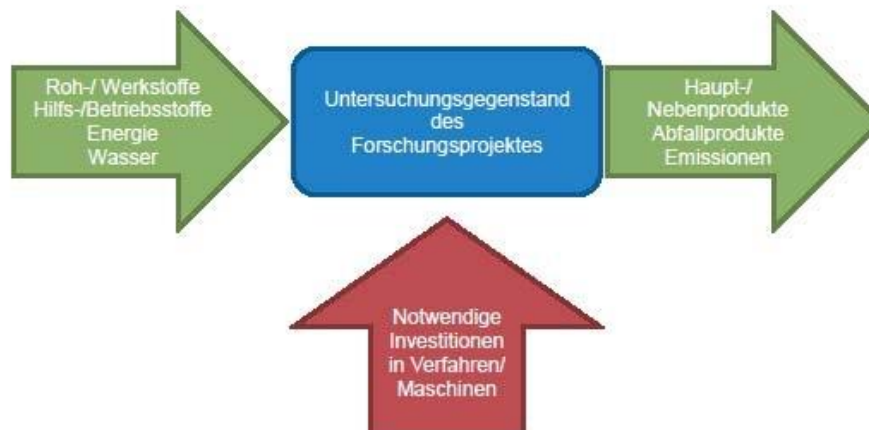 Roh-/ Werkstoffe
Hilfs-/Betriebsstoffe
Energie
Wasser
Untersuchungsgegenstand
des
Forschungsprojektes
Haupt-/
Nebenprodukte
Abfallprodukte
Emissionen
Notwendige
Investitionen
in Verfahren/
Maschinen